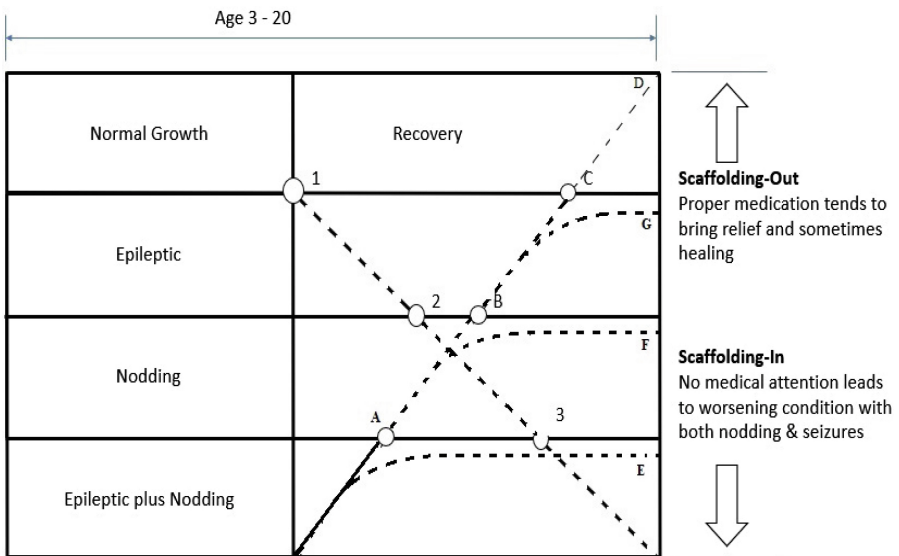 Age 3 - 20
D
Normal Growth
Recovery
1
C
Scaffolding-Out
Proper medication tends to
bring relief and sometimes
healing
G
Epileptic
2
B
F
Scaffolding-In
No medical attention leads
to worsening condition with
both nodding & seizures
Nodding
A
3
E
Epileptic plus Nodding